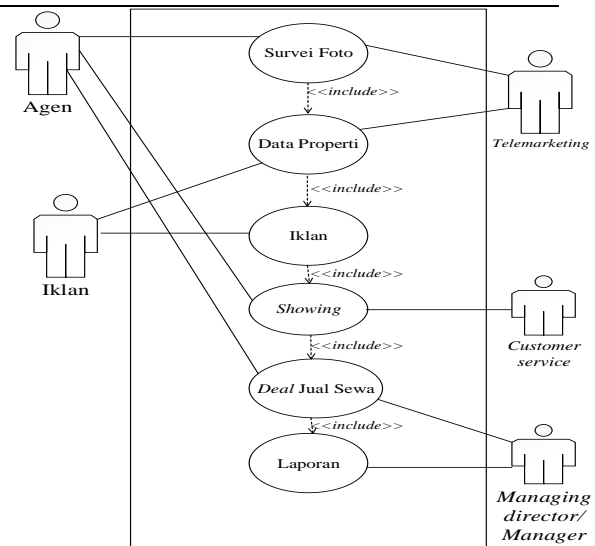 Survei Foto
<<include>>
Agen
Data Properti
Telemarketing
<<include>>
Iklan
Iklan
<<include>>
Showing
Customer
service
<<include>>
Deal Jual Sewa
<<include>>
Laporan
Managing
director/
Manager